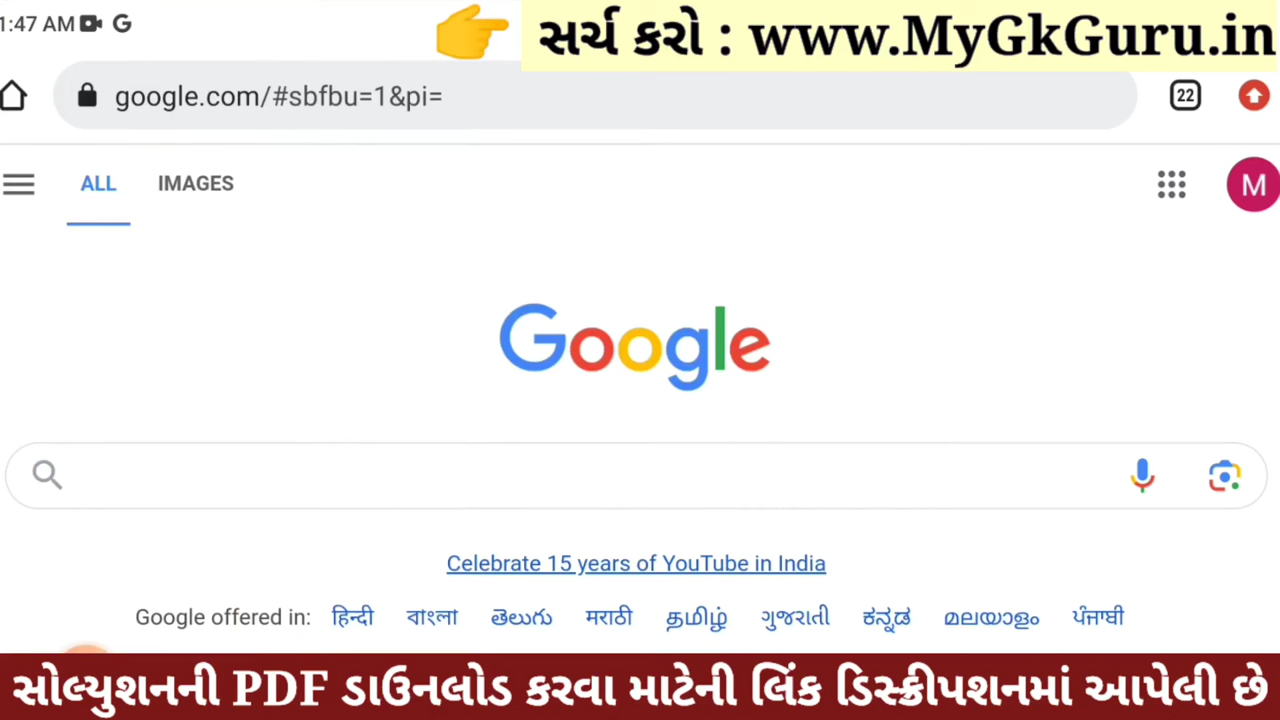 1:47 AM G
સર્ચ કરો : www.MyGkGuru.in
google.com/#sbfbu=1&pi=
22
ALL IMAGES
M
Google
Celebrate 15 years of YouTube in India
Google offered in: हिन्दी বাংলা తెలుగు मराठी தமிழ் ગુજરાતી ಕನ್ನಡ മലയാളം ਪੰਜਾਬੀ
સોલ્યુશનની PDF ડાઉનલોડ કરવા માટેની લિંક ડિસ્ક્રીપશનમાં આપેલી છે